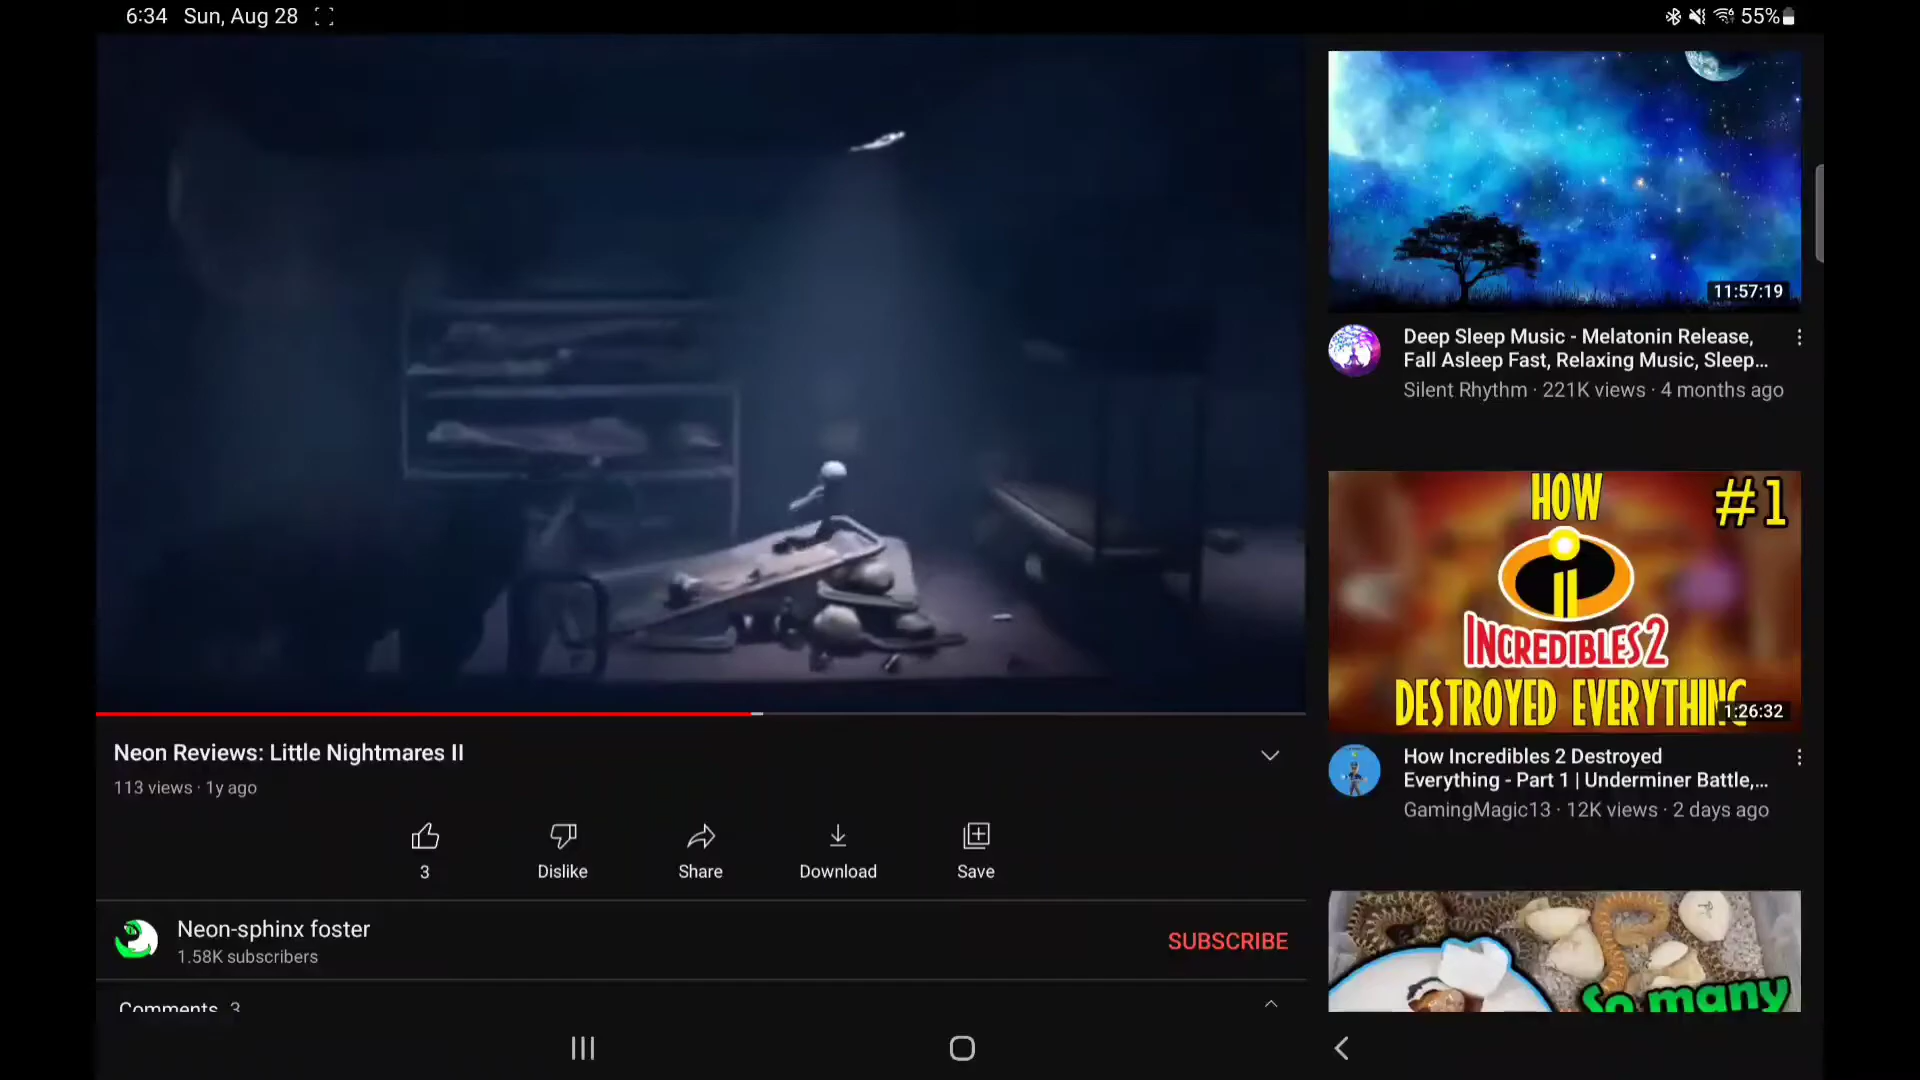 6:34 Sun, Aug 28
55%
11:57:19
Deep Sleep Music - Melatonin Release,
Fall Asleep Fast, Relaxing Music, Sleep...
Silent Rhythm · 221K views · 4 months ago
HOW
#1
INCREDIBLES 2
DESTROYED EVERYTHING
1:26:32
How Incredibles 2 Destroyed
Everything - Part 1 | Underminer Battle,...
GamingMagic13 · 12K views · 2 days ago
So many
Neon Reviews: Little Nightmares II
113 views · 1y ago
3
Dislike
Share
Download
Save
Neon-sphinx foster
1.58K subscribers
SUBSCRIBE
Comments 3